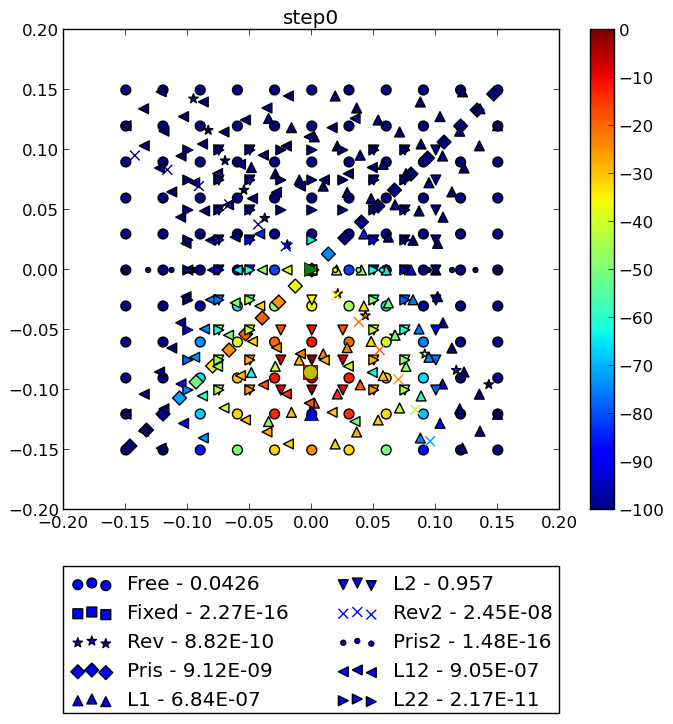 step0
0.20
0.15
0.10
0.05
0.00
−0.05
−0.10
−0.15
−0.20
−0.20 −0.15 −0.10 −0.05 0.00 0.05 0.10 0.15 0.20
0
−10
−20
−30
−40
−50
−60
−70
−80
−90
−100
Free - 0.0426
Fixed - 2.27E-16
Rev - 8.82E-10
Pris - 9.12E-09
L1 - 6.84E-07
L2 - 0.957
Rev2 - 2.45E-08
Pris2 - 1.48E-16
L12 - 9.05E-07
L22 - 2.17E-11